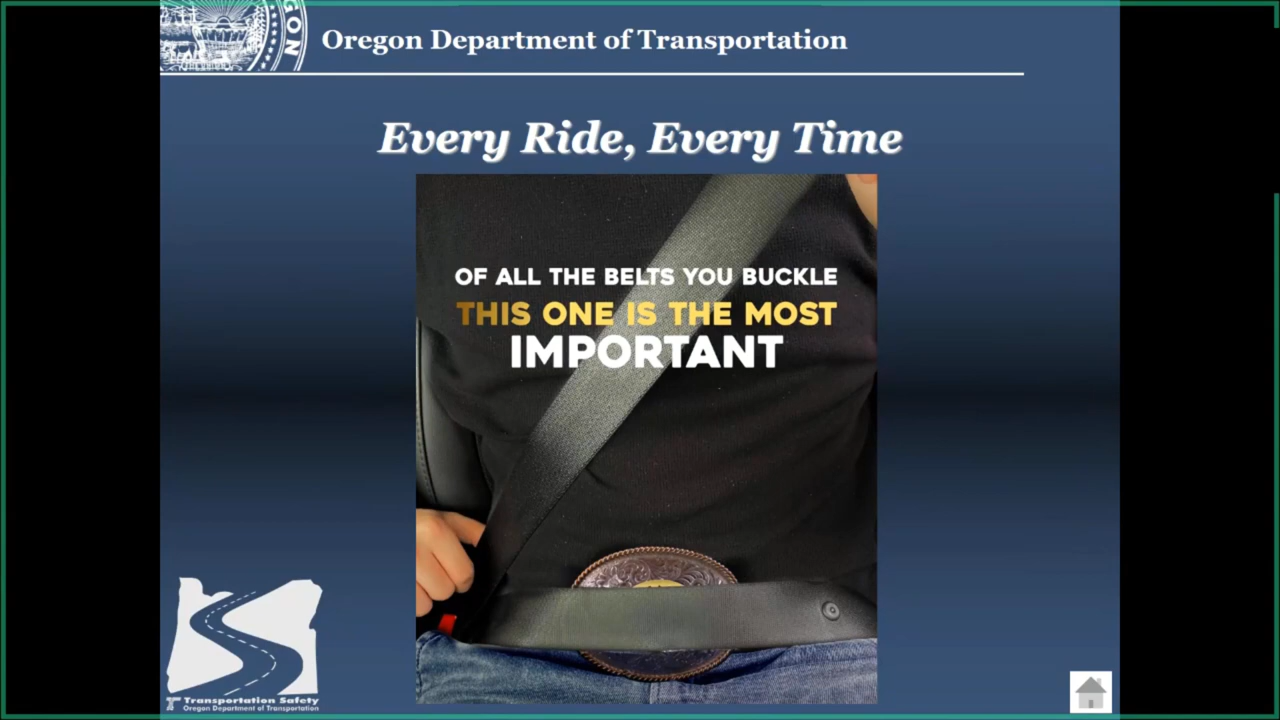 GON
Oregon Department of Transportation
Every Ride, Every Time
OF ALL THE BELTS YOU BUCKLE
THIS ONE IS THE MOST
IMPORTANT
Transportation Safety
Oregon Department of Transportation